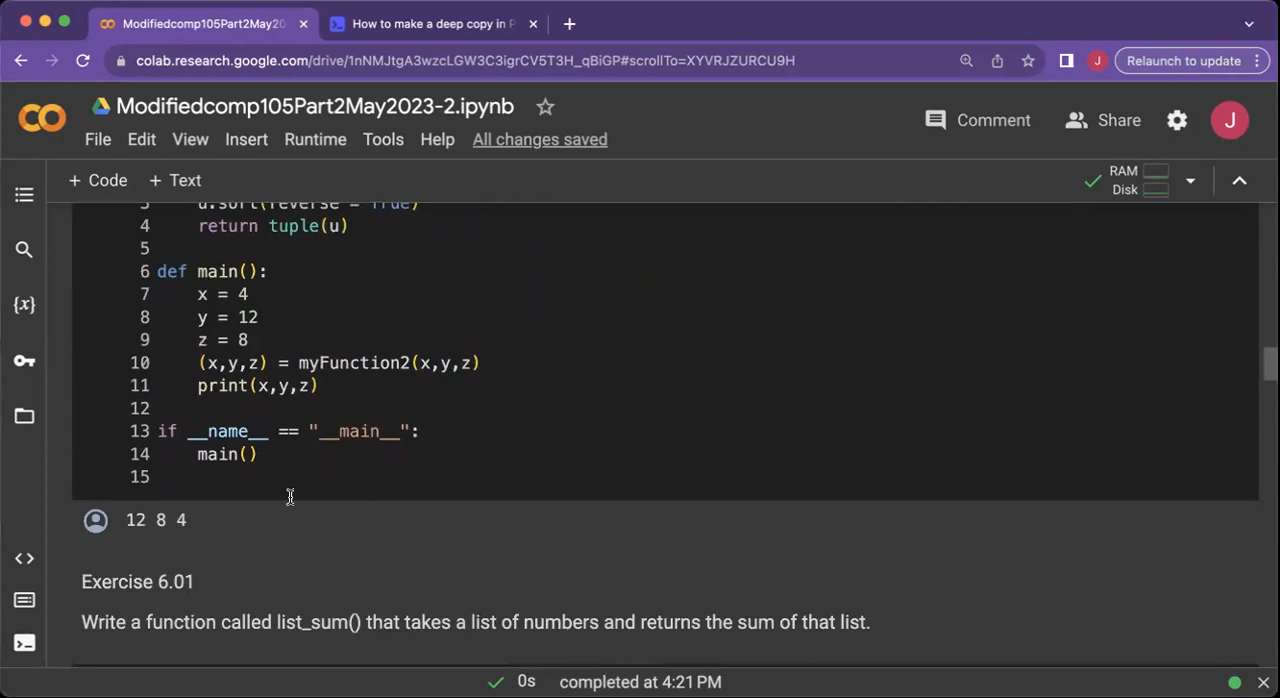 Modifiedcomp105Part2May20
How to make a deep copy in P
colab.research.google.com/drive/1nNMJtgA3wzcLGW3C3igrCV5T3H_qBiGP#scrollTo=XYVRJZURCU9H
J
Relaunch to update
Modifiedcomp105Part2May2023-2.ipynb
Comment
Share
J
File Edit View Insert Runtime Tools Help All changes saved
+ Code + Text
RAM
Disk
{x}
3 u.sort(reverse = True)
4 return tuple(u)
5
6 def main():
7 x = 4
8 y = 12
9 z = 8
10 (x,y,z) = myFunction2(x,y,z)
11 print(x,y,z)
12
13 if __name__ == "__main__":
14 main()
15
12 8 4
Exercise 6.01
Write a function called list_sum() that takes a list of numbers and returns the sum of that list.
0s completed at 4:21 PM